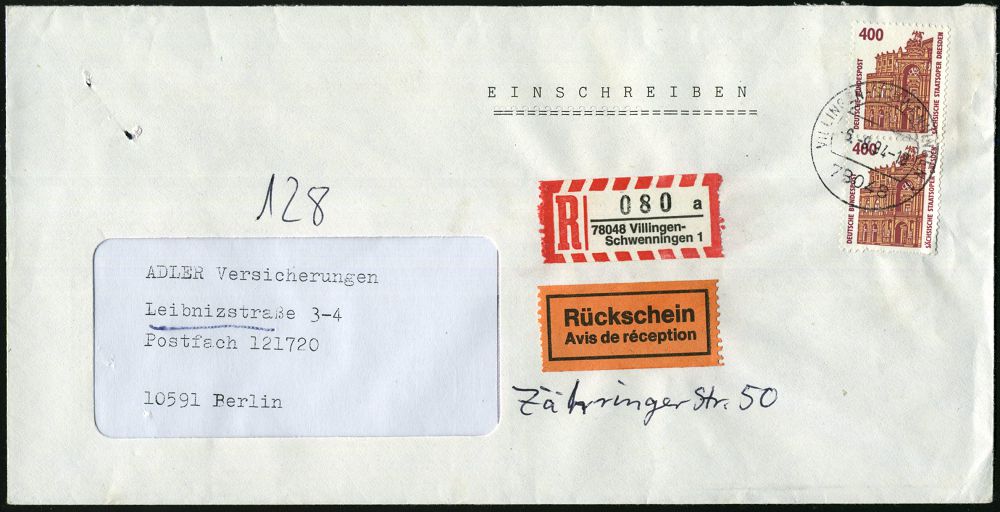 400
DEUTSCHE BUNDESPOST
SÄCHSISCHE STAATSOPER DRESDEN
EINSCHREIBEN
400
DEUTSCHE BUNDESPOST
SÄCHSISCHE STAATSOPER DRESDEN
78048
R
080 a
78048 Villingen-
Schwenningen 1
128
ADLER Versicherungen
Leibnizstraße 3-4
Postfach 121720
10591 Berlin
Rückschein
Avis de réception
Zähringer Str. 50